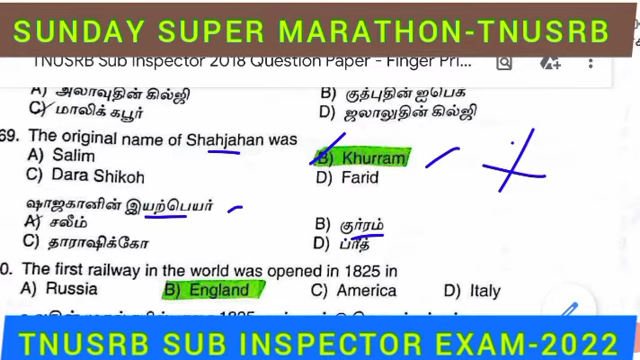 SUNDAY SUPER MARATHON-TNUSRB
TNUSRB Sub Inspector 2018 Question Paper - Finger Pri...
A) அலாவுதின் கில்ஜி B) குத்புதின் ஐபெக்
C) மாலிக் கபூர் D) ஜலாலுதின் கில்ஜி
69. The original name of Shahjahan was
A) Salim B) Khurram
C) Dara Shikoh D) Farid
ஷாஜகானின் இயற்பெயர்
A) சலீம் B) குர்ரம்
C) தாராஷிக்கோ D) ப்ரீத்
0. The first railway in the world was opened in 1825 in
A) Russia B) England C) America D) Italy
TNUSRB SUB INSPECTOR EXAM-2022